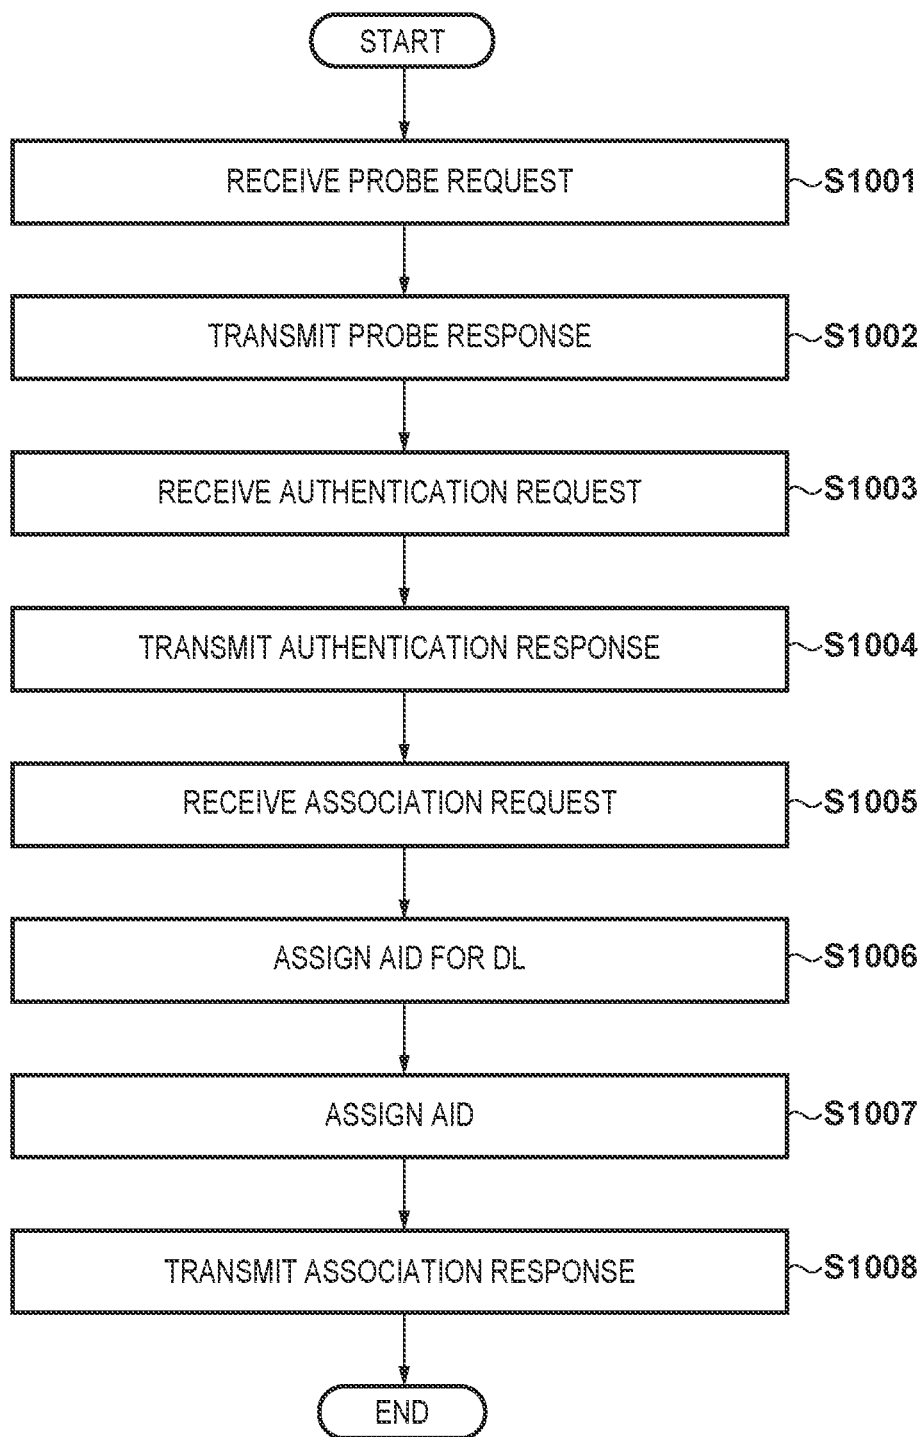 START
RECEIVE PROBE REQUEST
S1001
TRANSMIT PROBE RESPONSE
S1002
RECEIVE AUTHENTICATION REQUEST
S1003
TRANSMIT AUTHENTICATION RESPONSE
S1004
RECEIVE ASSOCIATION REQUEST
S1005
ASSIGN AID FOR DL
S1006
ASSIGN AID
S1007
TRANSMIT ASSOCIATION RESPONSE
S1008
END